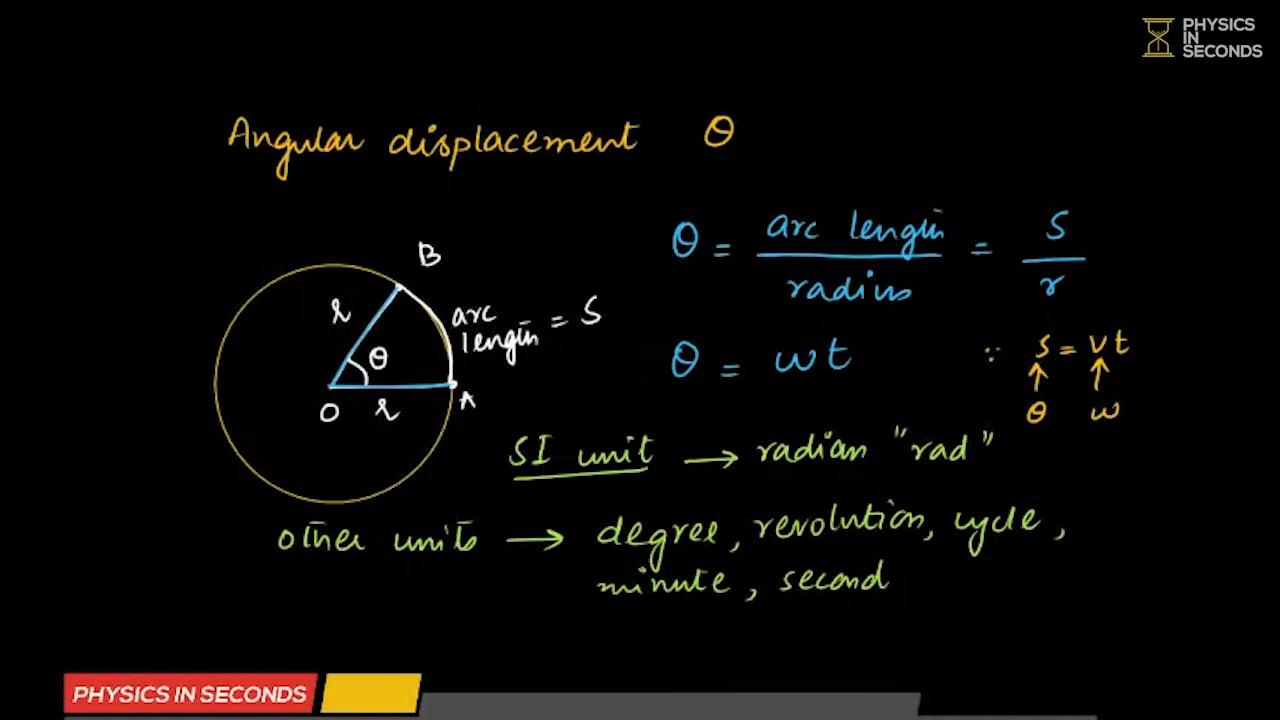 PHYSICS
IN
SECONDS
Angular displacement θ
θ = arc length / radius = S / r
B
r
arc
length = S
θ
O
r
A
θ = ωt
∵ S = vt
θ ω
SI unit → radian "rad"
other units → degree, revolution, cycle,
minute, second
PHYSICS IN SECONDS